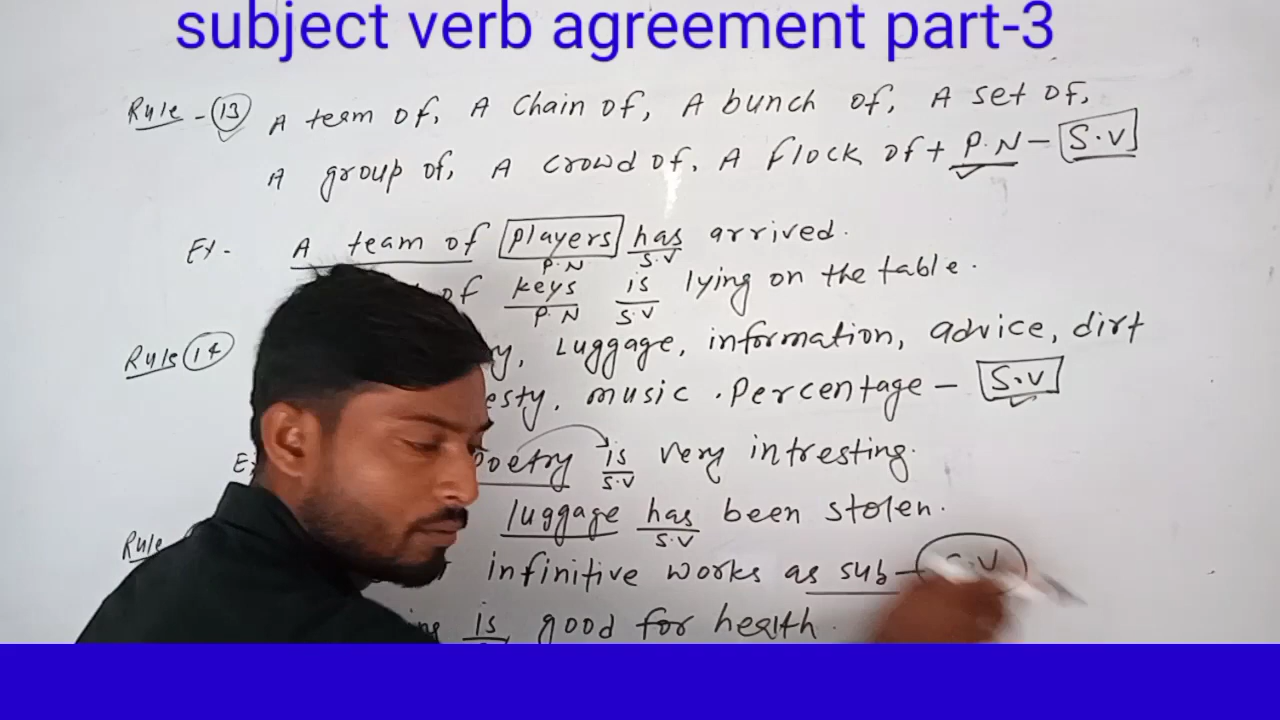 subject verb agreement part-3
Rule - 13 A team of, A Chain of, A bunch of, A set of,
A group of, A crowd of, A flock of + P.N - S.V
Ex - A team of players has arrived.
P.N S.V
of keys is lying on the table.
P.N S.V
Rule 14 Luggage, information, advice, dirt
music . Percentage - S.V
Poetry is very intresting.
S.V
luggage has been stolen.
S.V
Rule infinitive works as sub - S.V
is good for health.